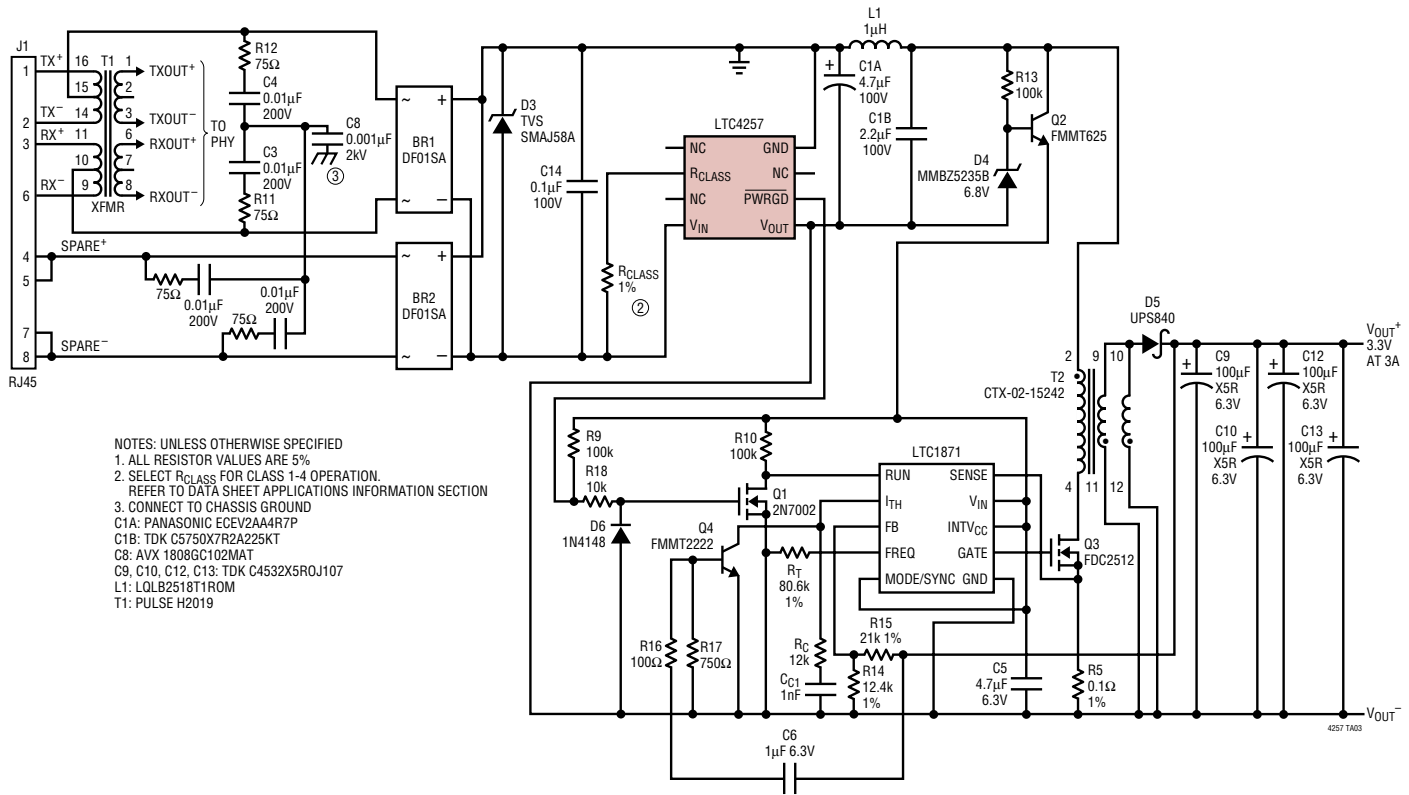 J1
1
TX+
16
T1
1
TXOUT+
15
2
2
TX−
14
3
TXOUT−
3
RX+
11
6
RXOUT+
10
7
6
RX−
9
8
RXOUT−
XFMR
TO
PHY
R12
75Ω
C4
0.01µF
200V
C3
0.01µF
200V
R11
75Ω
C8
0.001µF
2kV
3
~ +
BR1
DF01SA
~ −
4
SPARE+
5
7
8
SPARE−
RJ45
75Ω
0.01µF
200V
75Ω
0.01µF
200V
~ +
BR2
DF01SA
~ −
D3
TVS
SMAJ58A
C14
0.1µF
100V
RCLASS
1%
2
LTC4257
NC
GND
RCLASS
NC
NC
PWRGD
VIN
VOUT
L1
1µH
+
C1A
4.7µF
100V
C1B
2.2µF
100V
R13
100k
Q2
FMMT625
D4
MMBZ5235B
6.8V
D5
UPS840
T2
CTX-02-15242
2
9
10
4
11
12
+
C9
100µF
X5R
6.3V
+
C12
100µF
X5R
6.3V
C10
100µF
X5R
6.3V
+
C13
100µF
X5R
6.3V
+
VOUT+
3.3V
AT 3A
NOTES: UNLESS OTHERWISE SPECIFIED
1. ALL RESISTOR VALUES ARE 5%
2. SELECT RCLASS FOR CLASS 1-4 OPERATION.
REFER TO DATA SHEET APPLICATIONS INFORMATION SECTION
3. CONNECT TO CHASSIS GROUND
C1A: PANASONIC ECEV2AA4R7P
C1B: TDK C5750X7R2A225KT
C8: AVX 1808GC102MAT
C9, C10, C12, C13: TDK C4532X5ROJ107
L1: LQLB2518T1ROM
T1: PULSE H2019
R9
100k
R18
10k
D6
1N4148
R10
100k
Q1
2N7002
Q4
FMMT2222
RT
80.6k
1%
LTC1871
RUN
SENSE
ITH
VIN
FB
INTVCC
FREQ
GATE
MODE/SYNC
GND
Q3
FDC2512
R16
100Ω
R17
750Ω
RC
12k
CC1
1nF
R15
21k 1%
R14
12.4k
1%
C5
4.7µF
6.3V
R5
0.1Ω
1%
VOUT−
4257 TA03
C6
1µF 6.3V